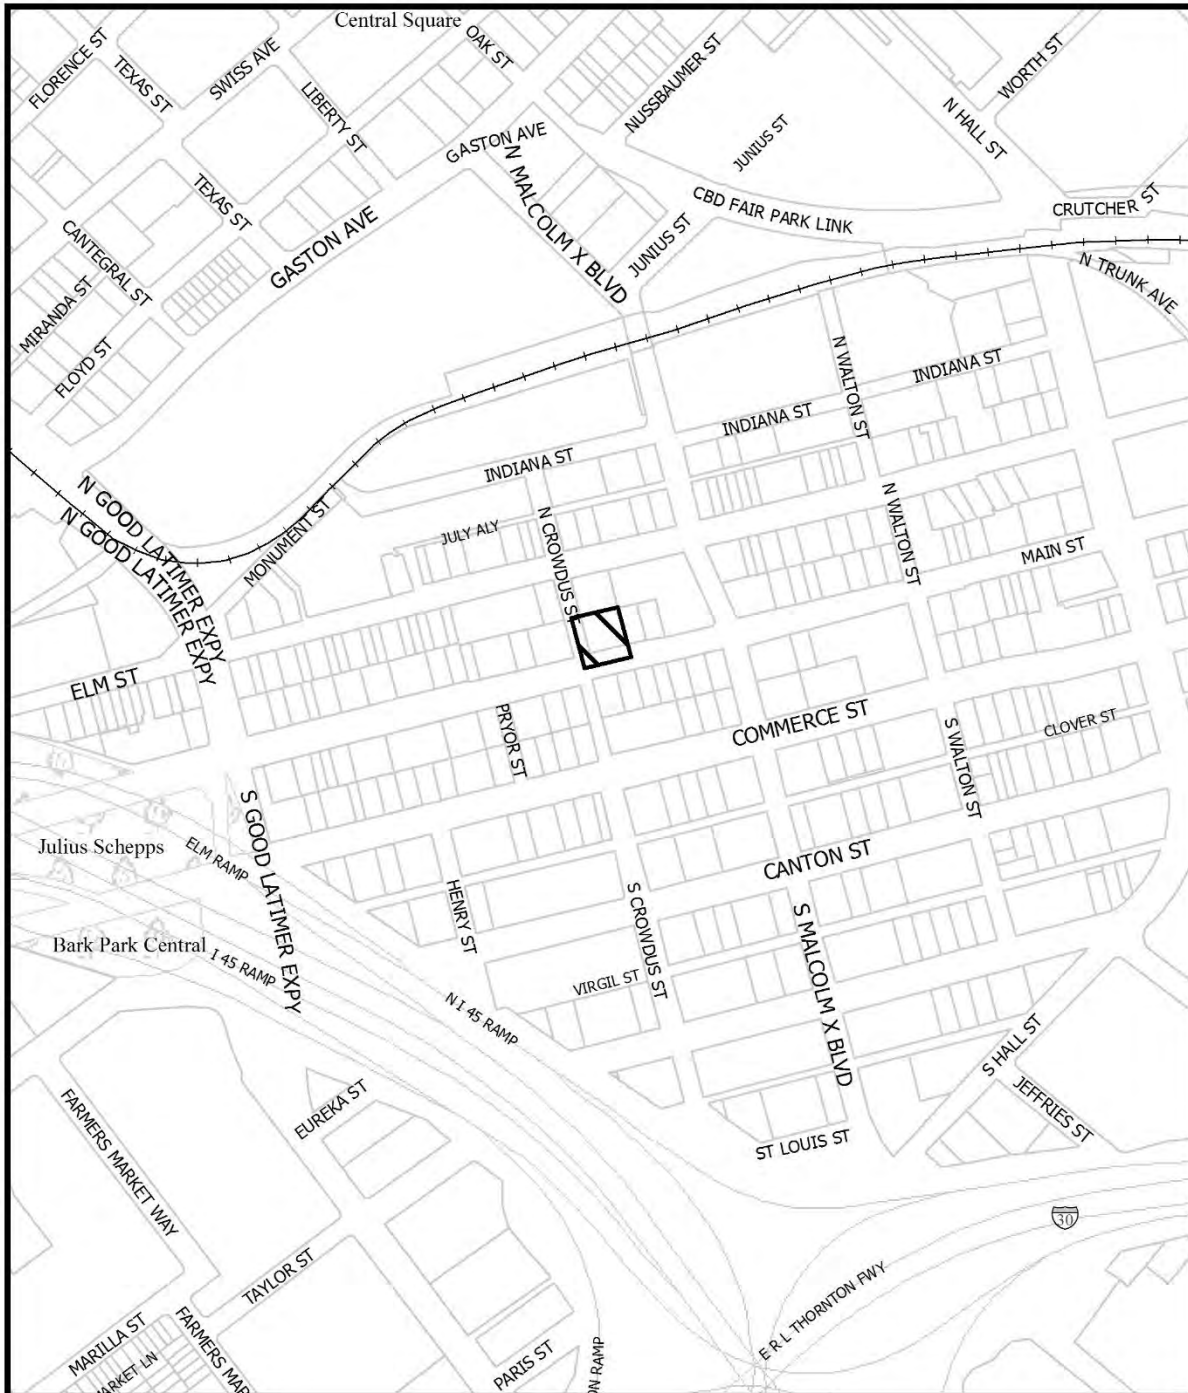 Central Square
OAK ST
FLORENCE ST
TEXAS ST
SWISS AVE
LIBERTY ST
NUSSBAUMER ST
WORTH ST
N HALL ST
JUNIUS ST
GASTON AVE
N MALCOLM X BLVD
CBD FAIR PARK LINK
CRUTCHER ST
TEXAS ST
GASTON AVE
JUNIUS ST
N TRUNK AVE
CANTEGRAL ST
MIRANDA ST
FLOYD ST
N WALTON ST
INDIANA ST
INDIANA ST
INDIANA ST
N GOOD LATIMER EXPY
N GOOD LATIMER EXPY
MONUMENT ST
JULY ALY
N CROWDUS ST
N WALTON ST
MAIN ST
ELM ST
PRYOR ST
COMMERCE ST
S WALTON ST
CLOVER ST
S GOOD LATIMER EXPY
Julius Schepps
ELM RAMP
CANTON ST
HENRY ST
S CROWDUS ST
S MALCOLM X BLVD
Bark Park Central
I 45 RAMP
VIRGIL ST
N I 45 RAMP
S HALL ST
JEFFRIES ST
EUREKA ST
FARMERS MARKET WAY
ST LOUIS ST
30
TAYLOR ST
E R L THORNTON FWY
MARILLA ST
FARMERS MAR
MARKET LN
PARIS ST
ON RAMP